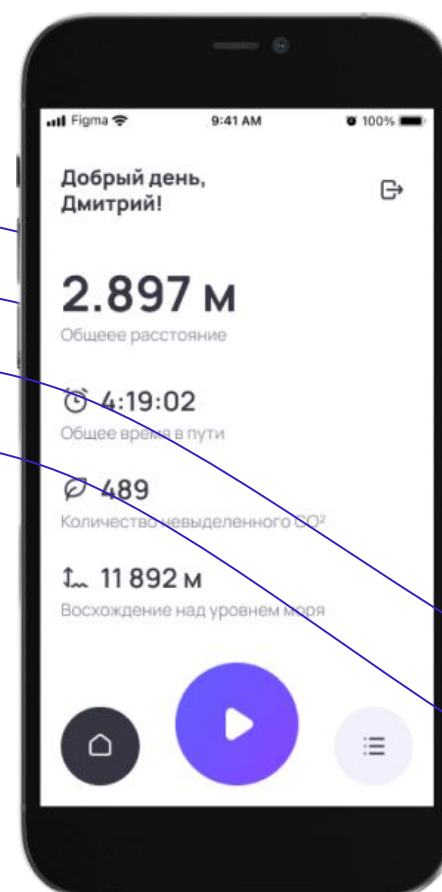 Figma 9:41 AM 100%
Добрый день,
Дмитрий!
2.897 м
Общеее расстояние
4:19:02
Общее время в пути
489
Количество невыделенного CO²
11 892 м
Восхождение над уровнем моря